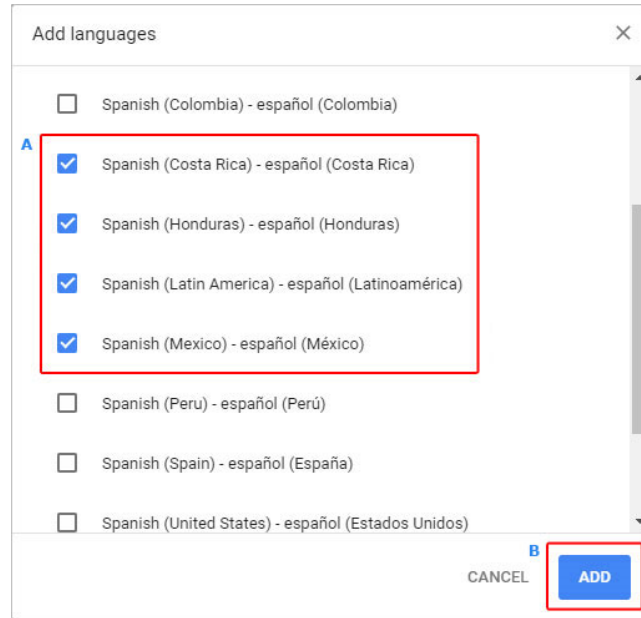 Add languages
Spanish (Colombia) - español (Colombia)
A
Spanish (Costa Rica) - español (Costa Rica)
Spanish (Honduras) - español (Honduras)
Spanish (Latin America) - español (Latinoamérica)
Spanish (Mexico) - español (México)
Spanish (Peru) - español (Perú)
Spanish (Spain) - español (España)
Spanish (United States) - español (Estados Unidos)
B
CANCEL ADD